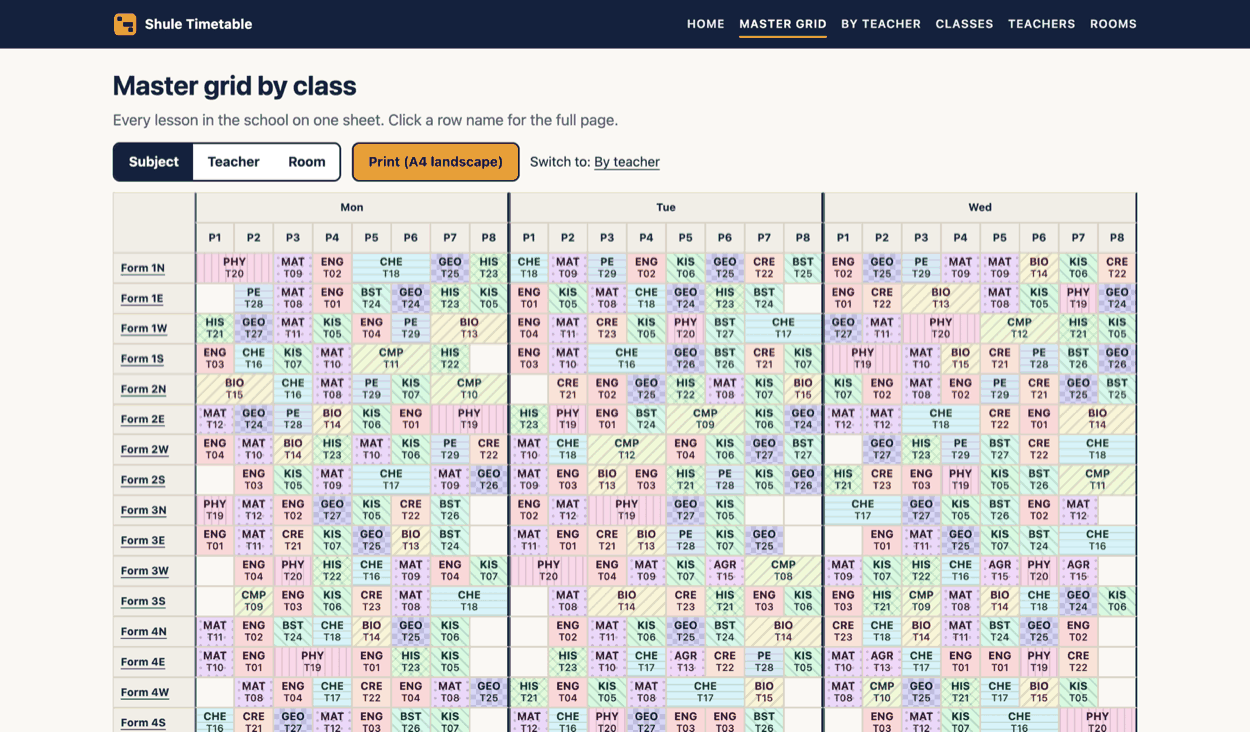 Shule Timetable
HOME MASTER GRID BY TEACHER CLASSES TEACHERS ROOMS
Master grid by class
Every lesson in the school on one sheet. Click a row name for the full page.
Subject Teacher Room Print (A4 landscape) Switch to: By teacher
Mon Tue Wed
P1 P2 P3 P4 P5 P6 P7 P8 P1 P2 P3 P4 P5 P6 P7 P8 P1 P2 P3 P4 P5 P6 P7 P8
Form 1N PHY MAT ENG CHE GEO HIS CHE MAT PE ENG KIS GEO CRE BST ENG GEO PE MAT MAT BIO KIS CRE
T20 T09 T02 T18 T25 T23 T18 T09 T29 T02 T06 T25 T22 T25 T02 T25 T29 T09 T09 T14 T06 T22
Form 1E PE MAT ENG BST GEO HIS KIS ENG KIS MAT CHE GEO HIS BST ENG CRE BIO MAT KIS PHY GEO
T28 T08 T01 T24 T24 T23 T05 T01 T05 T08 T18 T24 T23 T24 T01 T22 T13 T08 T05 T19 T24
Form 1W HIS GEO MAT KIS ENG PE BIO ENG MAT CRE KIS PHY BST CHE GEO MAT PHY CMP HIS KIS
T21 T27 T11 T05 T04 T29 T13 T04 T11 T23 T05 T20 T27 T17 T27 T11 T20 T12 T21 T05
Form 1S ENG CHE KIS MAT CMP HIS ENG MAT CHE GEO BST CRE KIS PHY MAT BIO CRE PE BST GEO
T03 T16 T07 T10 T11 T22 T03 T10 T16 T26 T26 T21 T07 T19 T10 T15 T21 T28 T26 T26
Form 2N BIO CHE MAT PE KIS CMP CRE ENG GEO HIS MAT KIS BIO KIS ENG MAT ENG PE CRE GEO BST
T15 T16 T08 T29 T07 T10 T21 T02 T25 T22 T08 T07 T15 T07 T02 T08 T02 T29 T21 T25 T25
Form 2E MAT GEO PE BIO KIS ENG PHY HIS PHY ENG BST CMP KIS GEO MAT MAT CHE CRE ENG BIO
T12 T24 T28 T14 T06 T01 T19 T23 T19 T01 T24 T09 T06 T24 T12 T12 T18 T22 T01 T14
Form 2W ENG MAT BIO HIS MAT KIS PE CRE MAT CHE CMP ENG KIS GEO BST GEO HIS PE BST CRE CHE
T04 T10 T14 T23 T10 T06 T29 T22 T10 T18 T12 T04 T06 T27 T27 T27 T23 T29 T27 T22 T18
Form 2S ENG KIS MAT CHE MAT GEO MAT ENG BIO ENG HIS PE KIS GEO HIS CRE ENG PHY KIS BST CMP
T03 T05 T09 T17 T09 T26 T09 T03 T13 T03 T21 T28 T05 T26 T21 T23 T03 T19 T05 T26 T11
Form 3N PHY MAT ENG GEO KIS CRE BST ENG MAT PHY GEO KIS CHE GEO KIS BST ENG MAT
T19 T12 T02 T27 T05 T22 T26 T02 T12 T19 T27 T05 T17 T27 T05 T26 T02 T12
Form 3E ENG MAT CRE KIS GEO BIO BST MAT ENG CRE BIO PE KIS GEO ENG MAT GEO KIS BST CHE
T01 T11 T21 T07 T25 T13 T24 T11 T01 T21 T13 T28 T07 T25 T01 T11 T25 T07 T24 T16
Form 3W ENG PHY HIS CHE MAT ENG KIS PHY ENG MAT KIS AGR CMP MAT KIS HIS CHE AGR PHY AGR
T04 T20 T22 T16 T09 T04 T07 T20 T04 T09 T07 T15 T08 T09 T07 T22 T16 T15 T20 T15
Form 3S CMP ENG KIS CRE MAT CHE MAT BIO CRE HIS ENG KIS ENG HIS CMP MAT BIO CHE GEO KIS
T09 T03 T06 T23 T08 T18 T08 T14 T23 T21 T03 T06 T03 T21 T09 T08 T14 T18 T24 T06
Form 4N MAT ENG BST CHE BIO GEO KIS ENG MAT KIS GEO BST BIO CRE CHE BIO MAT BST GEO ENG
T11 T02 T24 T18 T14 T25 T06 T02 T11 T06 T25 T24 T14 T23 T18 T14 T11 T24 T25 T02
Form 4E MAT ENG PHY ENG HIS KIS HIS MAT CHE AGR CRE PE KIS MAT AGR CHE ENG ENG PHY CRE
T10 T01 T19 T01 T23 T05 T23 T10 T17 T13 T22 T28 T05 T10 T13 T17 T01 T01 T19 T22
Form 4W MAT ENG CHE CRE ENG MAT GEO HIS ENG KIS MAT CHE BIO MAT CMP GEO HIS CHE BIO KIS
T08 T04 T17 T22 T04 T08 T25 T21 T04 T05 T08 T17 T15 T08 T10 T25 T21 T17 T15 T05
Form 4S CHE CRE GEO MAT ENG BST KIS MAT CHE PHY GEO ENG ENG BST ENG MAT KIS CHE PHY
T16 T21 T27 T12 T03 T26 T07 T12 T16 T20 T27 T03 T03 T26 T03 T12 T07 T16 T20